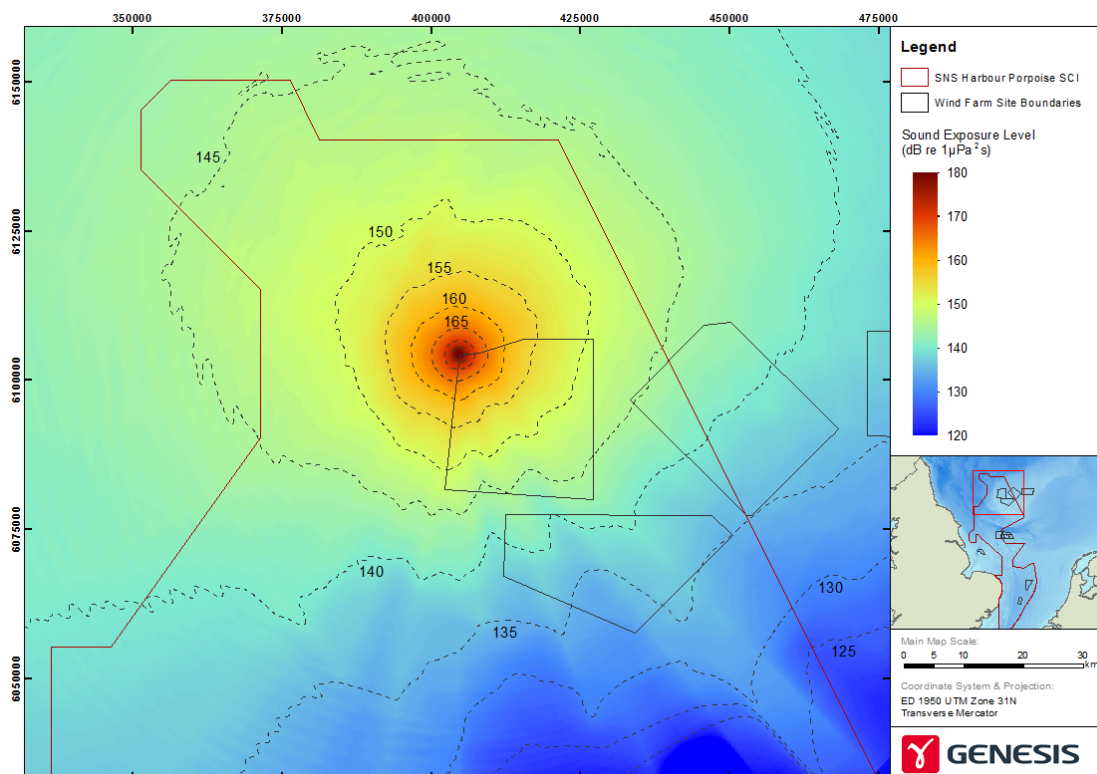 350000 375000 400000 425000 450000 475000
6150000
6125000
6100000
6075000
6050000
145
150
155
160
165
140
135
130
125
Legend
SNS Harbour Porpoise SCI
Wind Farm Site Boundaries
Sound Exposure Level
(dB re 1µPa²s)
180
170
160
150
140
130
120
Main Map Scale:
0 5 10 15 20 30
km
Coordinate System & Projection:
ED 1950 UTM Zone 31N
Transverse Mercator
GENESIS